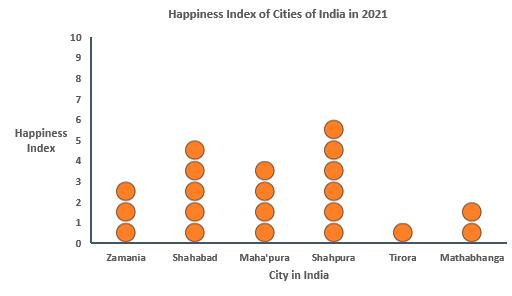 Happiness Index of Cities of India in 2021
10
9
8
7
6
5
4
3
2
1
0
Happiness
Index
Zamania Shahabad Maha'pura Shahpura Tirora Mathabhanga
City in India